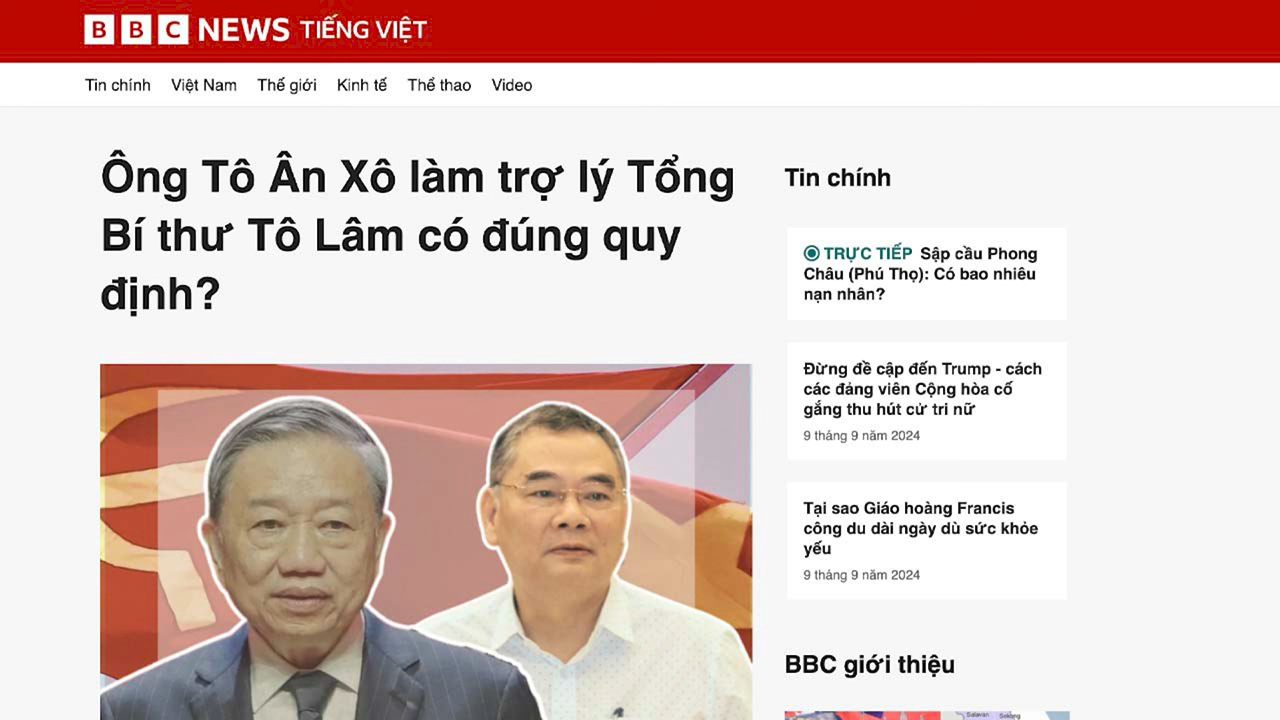 BBC NEWS TIẾNG VIỆT
Tin chính Việt Nam Thế giới Kinh tế Thể thao Video
Ông Tô Ân Xô làm trợ lý Tổng
Bí thư Tô Lâm có đúng quy
định?
Tin chính
TRỰC TIẾP Sập cầu Phong
Châu (Phú Thọ): Có bao nhiêu
nạn nhân?
Đừng đề cập đến Trump - cách
các đảng viên Cộng hòa cố
gắng thu hút cử tri nữ
9 tháng 9 năm 2024
Tại sao Giáo hoàng Francis
công du dài ngày dù sức khỏe
yếu
9 tháng 9 năm 2024
BBC giới thiệu
Salavan Sekong